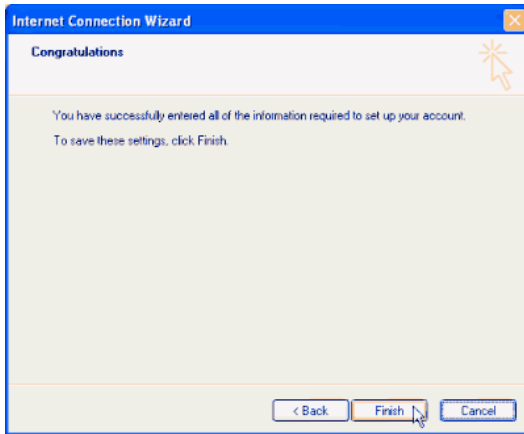 Internet Connection Wizard
Congratulations
You have successfully entered all of the information required to set up your account.
To save these settings, click Finish.
< Back Finish Cancel